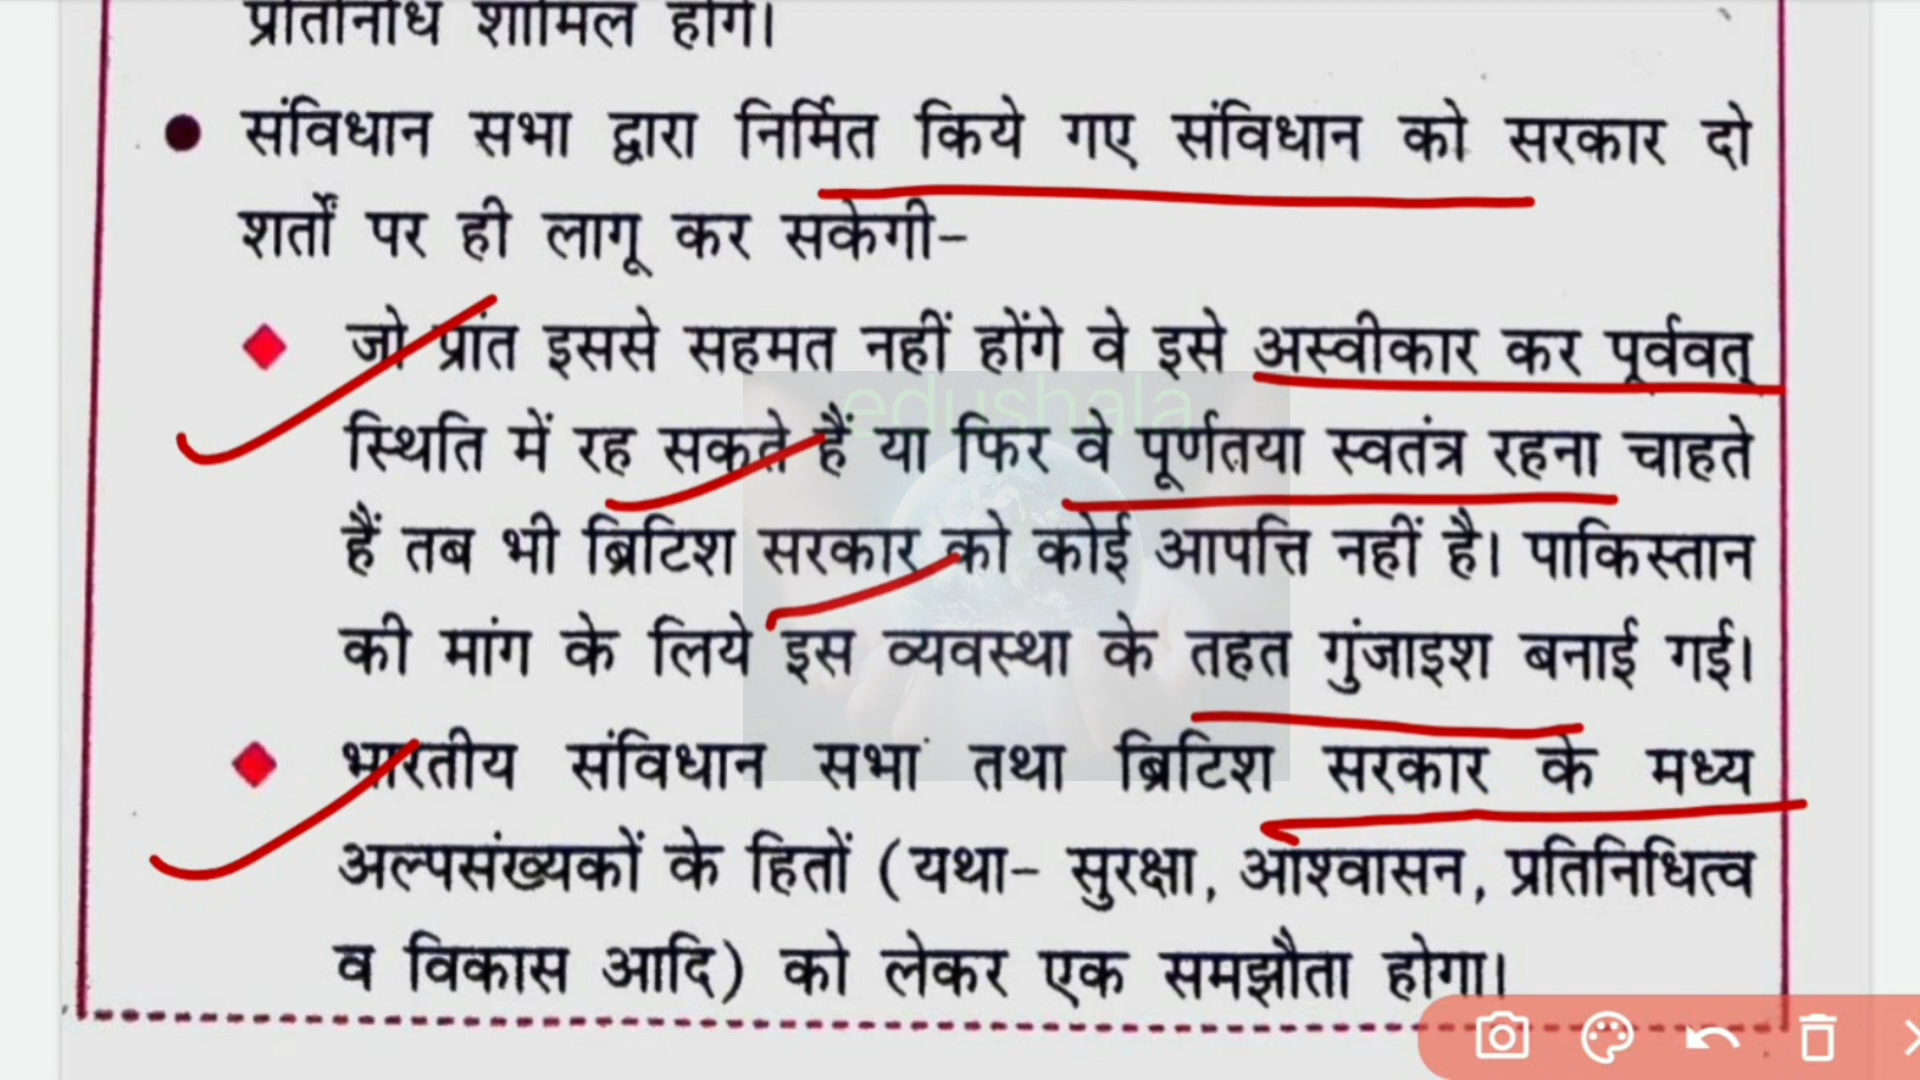 प्रतिनिधि शामिल होंगे।
संविधान सभा द्वारा निर्मित किये गए संविधान को सरकार दो
शर्तों पर ही लागू कर सकेगी–
जो प्रांत इससे सहमत नहीं होंगे वे इसे अस्वीकार कर पूर्ववत्
edushala
स्थिति में रह सकते हैं या फिर वे पूर्णतया स्वतंत्र रहना चाहते
हैं तब भी ब्रिटिश सरकार को कोई आपत्ति नहीं है। पाकिस्तान
की मांग के लिये इस व्यवस्था के तहत गुंजाइश बनाई गई।
भारतीय संविधान सभा तथा ब्रिटिश सरकार के मध्य
अल्पसंख्यकों के हितों (यथा– सुरक्षा, आश्वासन, प्रतिनिधित्व
व विकास आदि) को लेकर एक समझौता होगा।